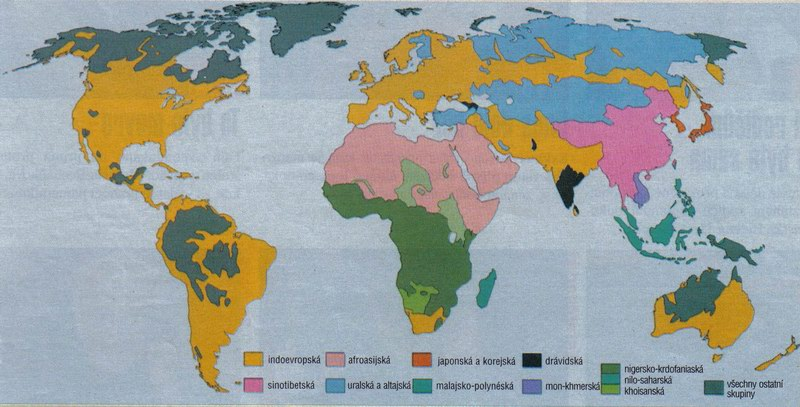 indoevropská
afroasijská
japonská a korejská
drávidská
sinotibetská
uralská a altajská
malajsko-polynéská
mon-khmerská
nigersko-krdofaniaská
nilo-saharská
khoisanská
všechny ostatní
skupiny